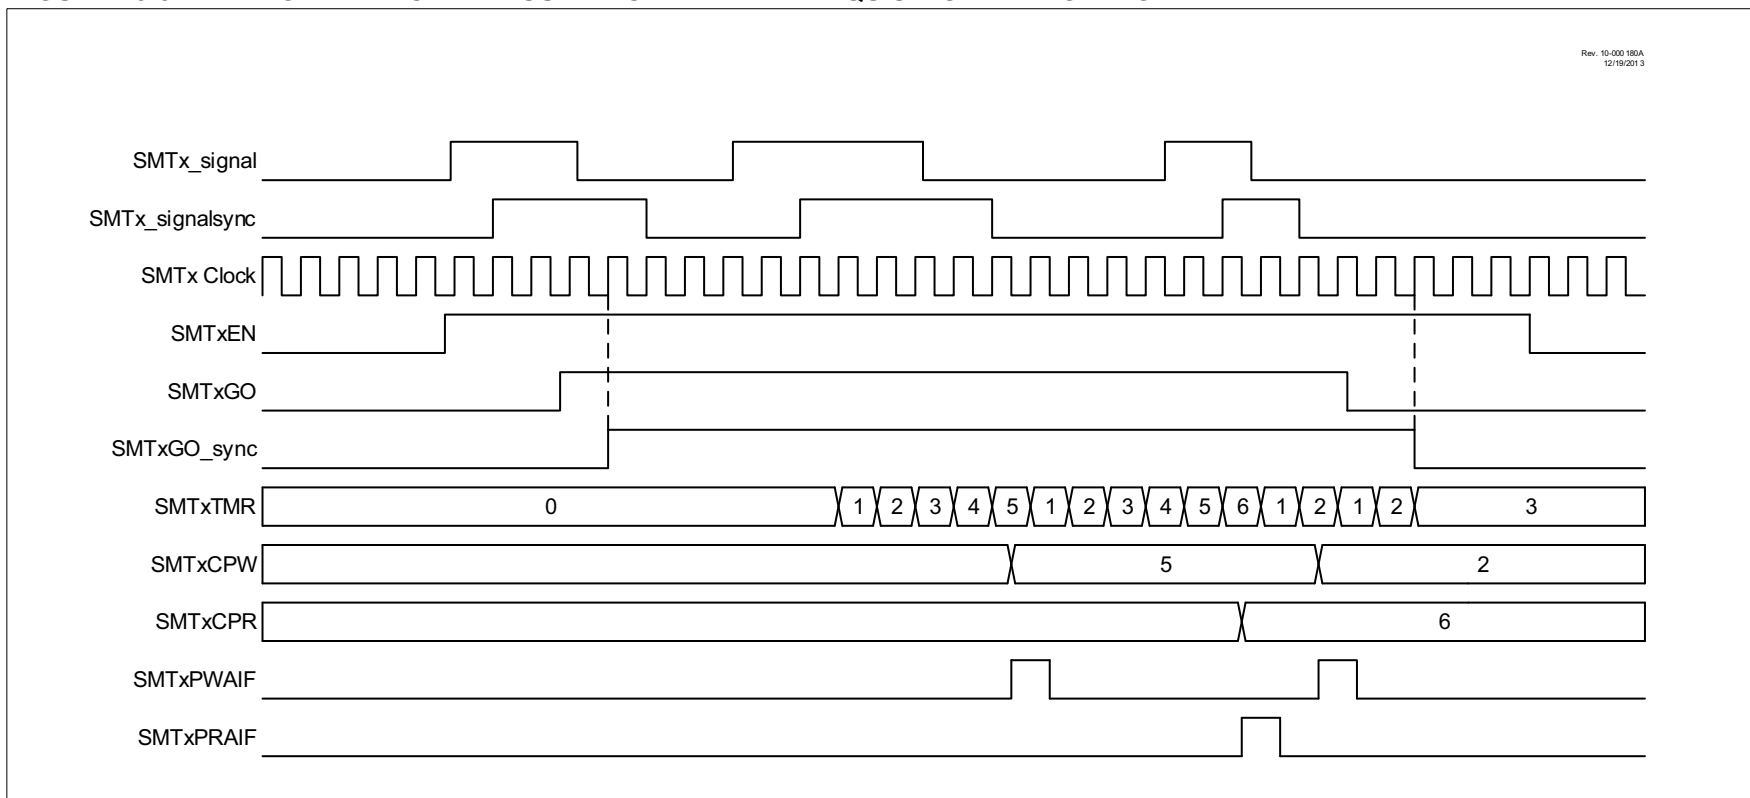 Rev. 10-000 180A
12/19/201 3
SMTx_signal
SMTx_signalsync
SMTx Clock
SMTxEN
SMTxGO
SMTxGO_sync
SMTxTMR 0 1 2 3 4 5 1 2 3 4 5 6 1 2 1 2 3
SMTxCPW 5 2
SMTxCPR 6
SMTxPWAIF
SMTxPRAIF